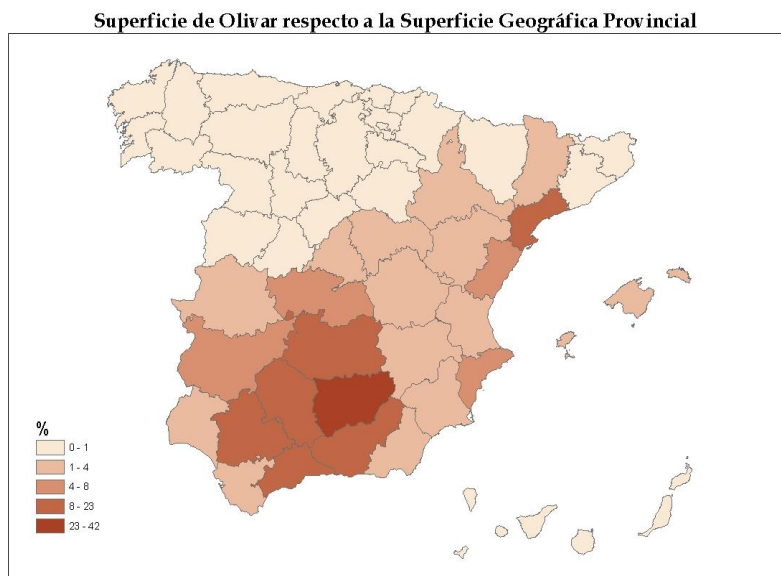 Superficie de Olivar respecto a la Superficie Geográfica Provincial
%
0 - 1
1 - 4
4 - 8
8 - 23
23 - 42